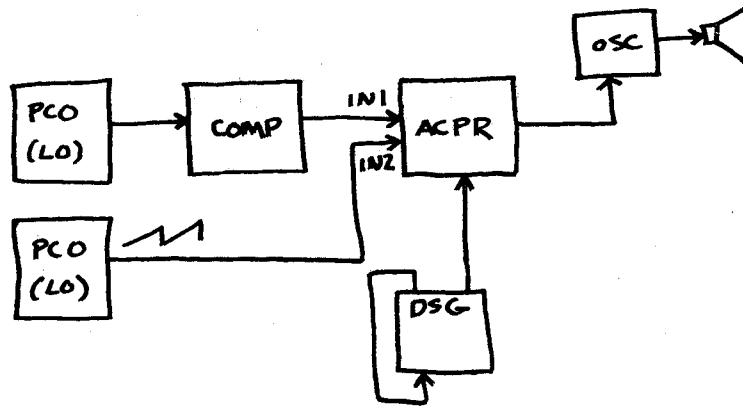 OSC
PCO
(LO)
COMP
IN1
IN2
ACPR
PCO
(LO)
DSG